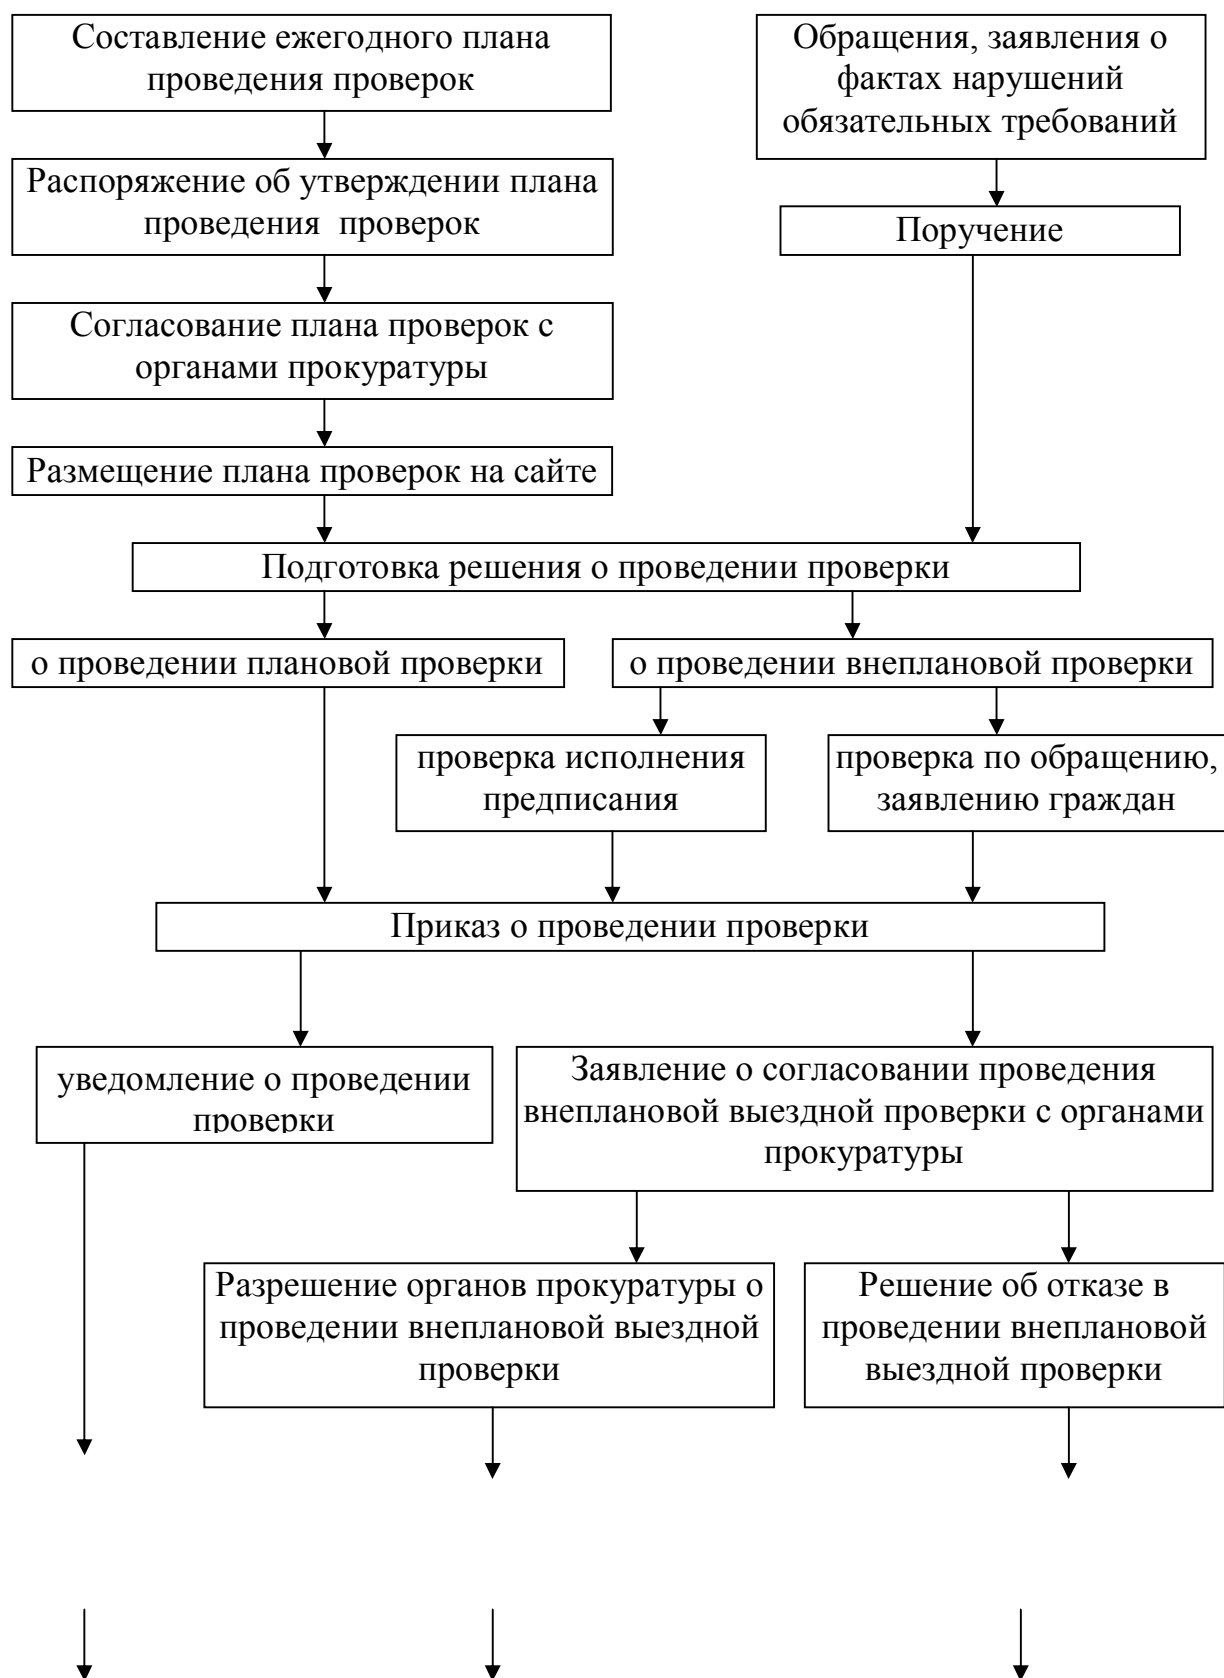 Составление ежегодного плана
проведения проверок
Обращения, заявления о
фактах нарушений
обязательных требований
Распоряжение об утверждении плана
проведения проверок
Поручение
Согласование плана проверок с
органами прокуратуры
Размещение плана проверок на сайте
Подготовка решения о проведении проверки
о проведении плановой проверки
о проведении внеплановой проверки
проверка исполнения
предписания
проверка по обращению,
заявлению граждан
Приказ о проведении проверки
уведомление о проведении
проверки
Заявление о согласовании проведения
внеплановой выездной проверки с органами
прокуратуры
Разрешение органов прокуратуры о
проведении внеплановой выездной
проверки
Решение об отказе в
проведении внеплановой
выездной проверки